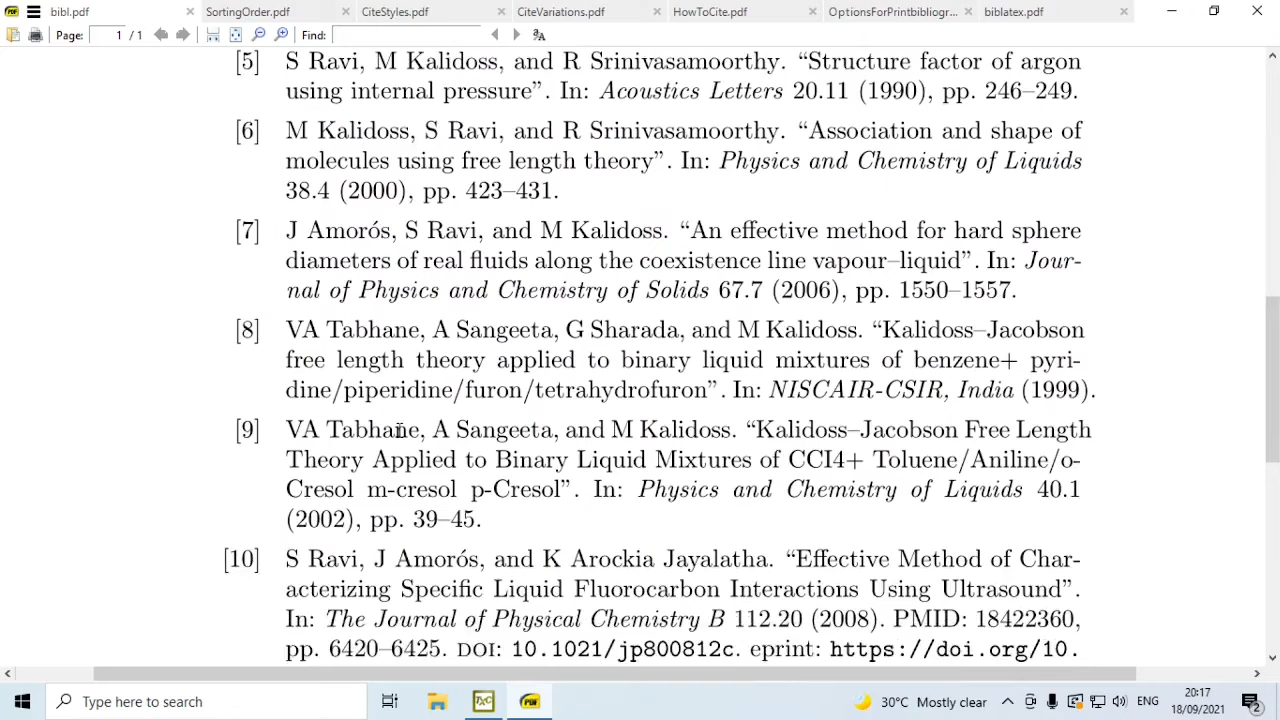 bibl.pdf SortingOrder.pdf CiteStyles.pdf CiteVariations.pdf HowToCite.pdf OptionsForPrintbibliogr... biblatex.pdf
Page: 1 / 1 Find:
[5] S Ravi, M Kalidoss, and R Srinivasamoorthy. “Structure factor of argon
using internal pressure”. In: Acoustics Letters 20.11 (1990), pp. 246–249.
[6] M Kalidoss, S Ravi, and R Srinivasamoorthy. “Association and shape of
molecules using free length theory”. In: Physics and Chemistry of Liquids
38.4 (2000), pp. 423–431.
[7] J Amorós, S Ravi, and M Kalidoss. “An effective method for hard sphere
diameters of real fluids along the coexistence line vapour–liquid”. In: Jour-
nal of Physics and Chemistry of Solids 67.7 (2006), pp. 1550–1557.
[8] VA Tabhane, A Sangeeta, G Sharada, and M Kalidoss. “Kalidoss–Jacobson
free length theory applied to binary liquid mixtures of benzene+ pyri-
dine/piperidine/furon/tetrahydrofuron”. In: NISCAIR-CSIR, India (1999).
[9] VA Tabhane, A Sangeeta, and M Kalidoss. “Kalidoss–Jacobson Free Length
Theory Applied to Binary Liquid Mixtures of CCI4+ Toluene/Aniline/o-
Cresol m-cresol p-Cresol”. In: Physics and Chemistry of Liquids 40.1
(2002), pp. 39–45.
[10] S Ravi, J Amorós, and K Arockia Jayalatha. “Effective Method of Char-
acterizing Specific Liquid Fluorocarbon Interactions Using Ultrasound”.
In: The Journal of Physical Chemistry B 112.20 (2008). PMID: 18422360,
pp. 6420–6425. DOI: 10.1021/jp800812c. eprint: https://doi.org/10.
Type here to search 30°C Mostly clear ENG 20:17
18/09/2021 2